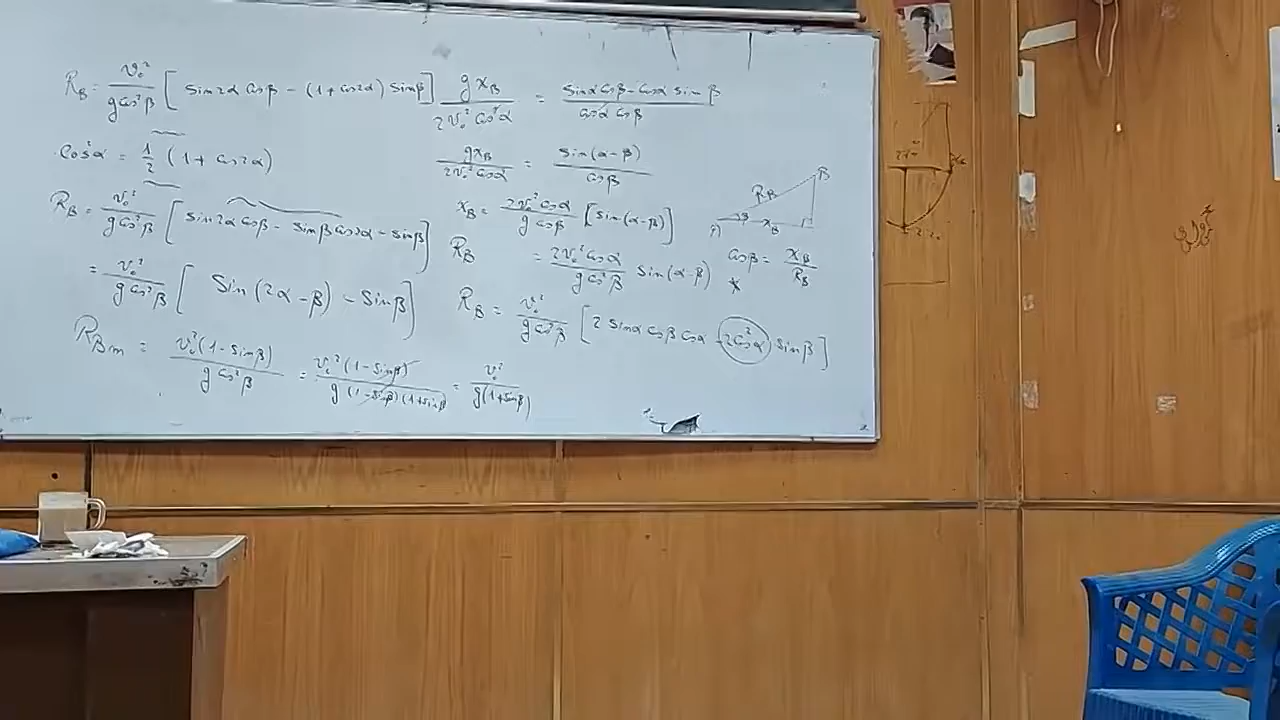 R_B = v₀²/(g cos²β) [ sin2α cosβ - (1 + cos2α) sinβ ]
cos²α = 1/2 (1 + cos2α)
R_B = v₀²/(g cos²β) [ sin2α cosβ - sinβ cos2α - sinβ ]
= v₀²/(g cos²β) [ sin(2α - β) - sinβ ]
R_Bm = v₀²(1 - sinβ)/(g cos²β) = v₀²(1 - sinβ)/(g(1 - sinβ)(1 + sinβ)) = v₀²/(g(1 + sinβ))
g x_B/(2v₀² cos²α) = (sinα cosβ - cosα sinβ)/(cosα cosβ)
g x_B/(2v₀² cosα) = sin(α - β)/cosβ
x_B = 2v₀² cosα/(g cosβ) [ sin(α - β) ]
R_B = 2v₀² cosα/(g cos²β) sin(α - β)
R_B = v₀²/(g cos²β) [ 2 sinα cosβ cosα - 2cos²α sinβ ]
B
R_B
β
x_B
cosβ = x_B/R_B